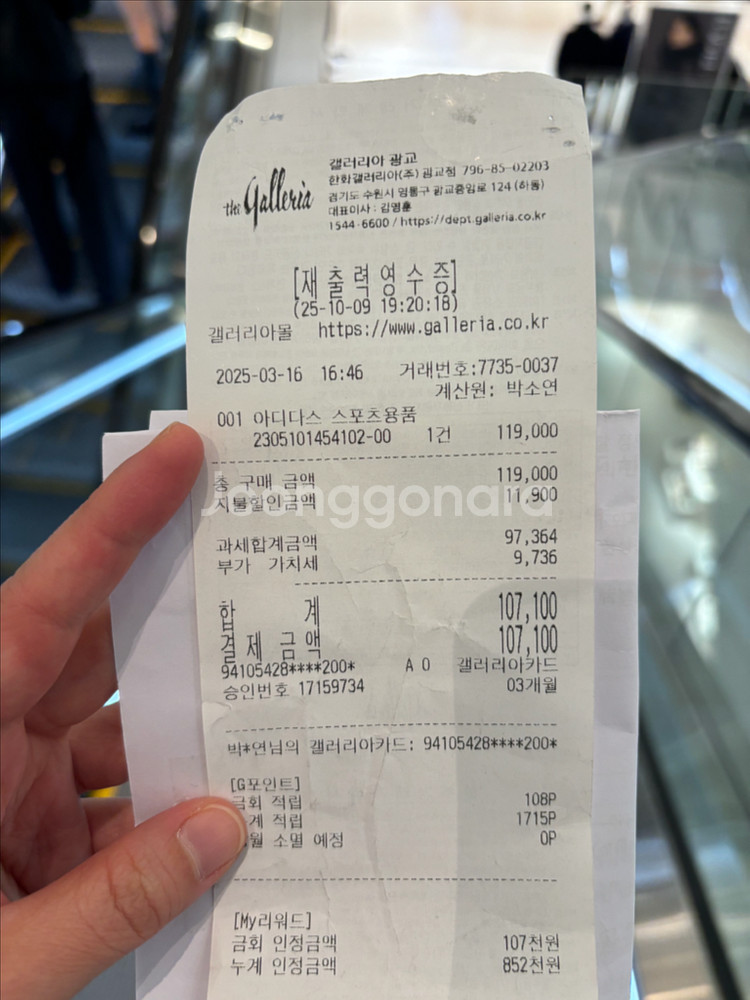 the Galleria
갤러리아 광교
한화갤러리아(주) 광교점 796-85-02203
경기도 수원시 영통구 광교중앙로 124 (하동)
대표이사 : 김영훈
1544-6600 / https://dept.galleria.co.kr
[재출력영수증]
(25-10-09 19:20:18)
갤러리아몰 https://www.galleria.co.kr
2025-03-16 16:46 거래번호:7735-0037
계산원: 박소연
001 아디다스 스포츠용품
2305101454102-00 1건 119,000
총 구매 금액 119,000
지불할인금액 11,900
joonggonara
과세합계금액 97,364
부가 가치세 9,736
합 계 107,100
결제금액 107,100
94105428****200* A 0 갤러리아카드
승인번호 17159734 03개월
박*연님의 갤러리아카드: 94105428****200*
[G포인트]
금회 적립 108P
계 적립 1715P
월 소멸 예정 0P
[My리워드]
금회 인정금액 107천원
누계 인정금액 852천원